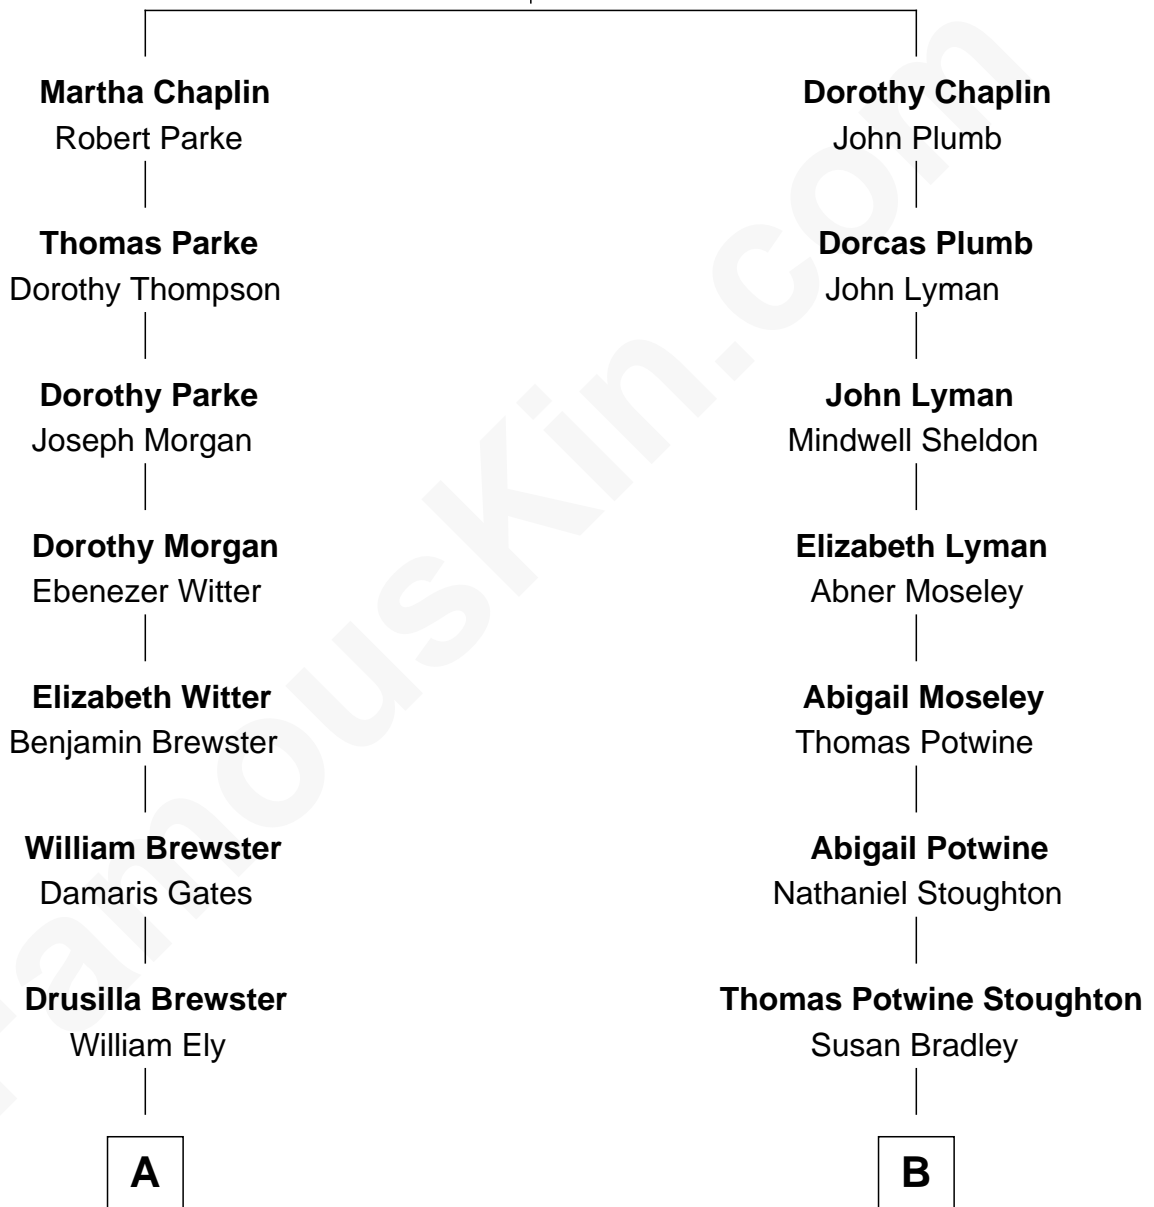 Martha Chaplin
Robert Parke
Thomas Parke
Dorothy Thompson
Dorothy Parke
Joseph Morgan
Dorothy Morgan
Ebenezer Witter
Elizabeth Witter
Benjamin Brewster
William Brewster
Damaris Gates
Drusilla Brewster
William Ely
A
Dorothy Chaplin
John Plumb
Dorcas Plumb
John Lyman
John Lyman
Mindwell Sheldon
Elizabeth Lyman
Abner Moseley
Abigail Moseley
Thomas Potwine
Abigail Potwine
Nathaniel Stoughton
Thomas Potwine Stoughton
Susan Bradley
B
FamousKin.com